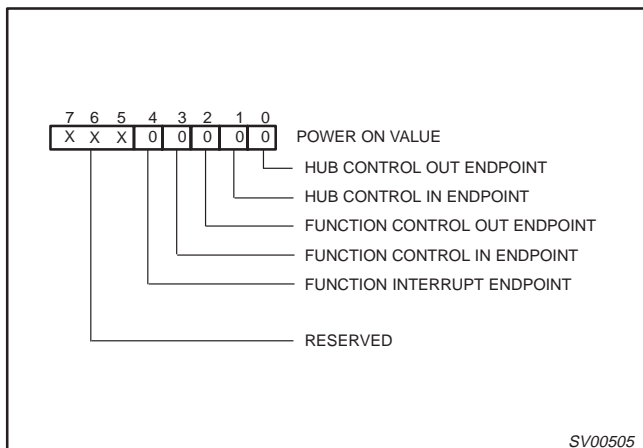 7 6 5 4 3 2 1 0
X X X 0 0 0 0 0 POWER ON VALUE
HUB CONTROL OUT ENDPOINT
HUB CONTROL IN ENDPOINT
FUNCTION CONTROL OUT ENDPOINT
FUNCTION CONTROL IN ENDPOINT
FUNCTION INTERRUPT ENDPOINT
RESERVED
SV00505